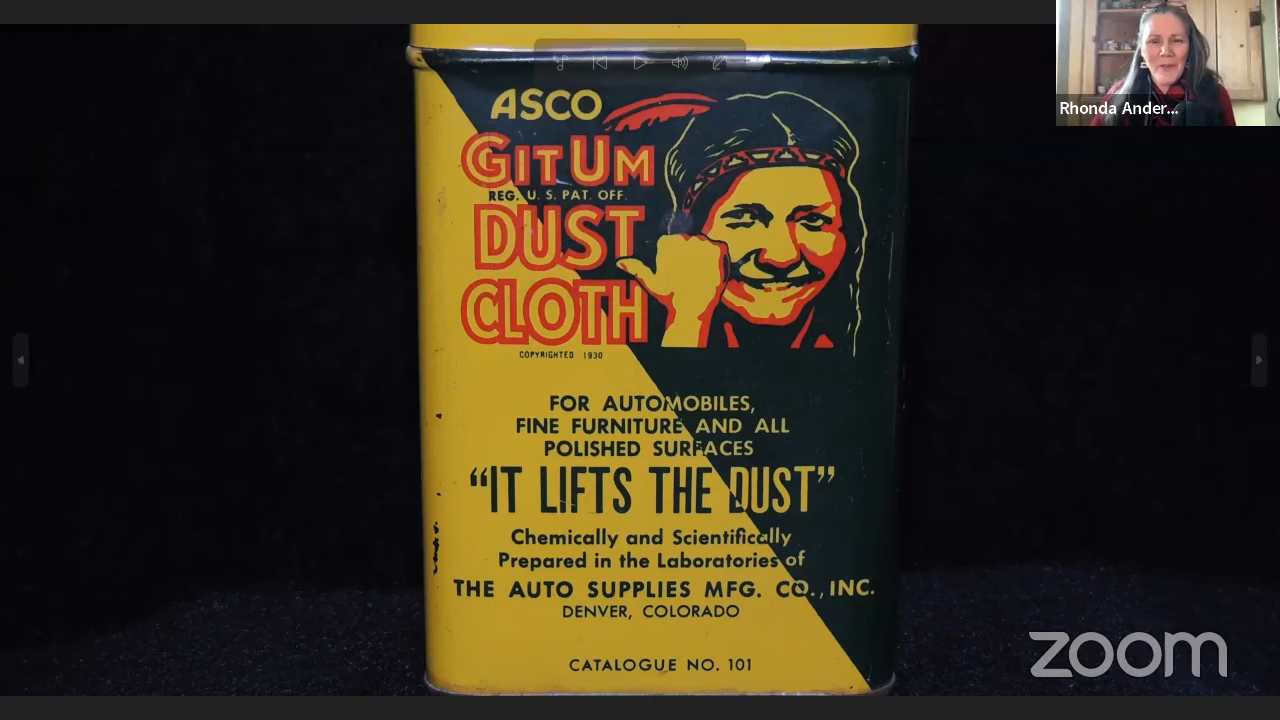 ASCO
GITUM
REG. U. S. PAT. OFF.
DUST
CLOTH
COPYRIGHTED 1930
FOR AUTOMOBILES,
FINE FURNITURE AND ALL
POLISHED SURFACES
"IT LIFTS THE DUST"
Chemically and Scientifically
Prepared in the Laboratories of
THE AUTO SUPPLIES MFG. CO., INC.
DENVER, COLORADO
CATALOGUE NO. 101
Rhonda Ander...
zoom